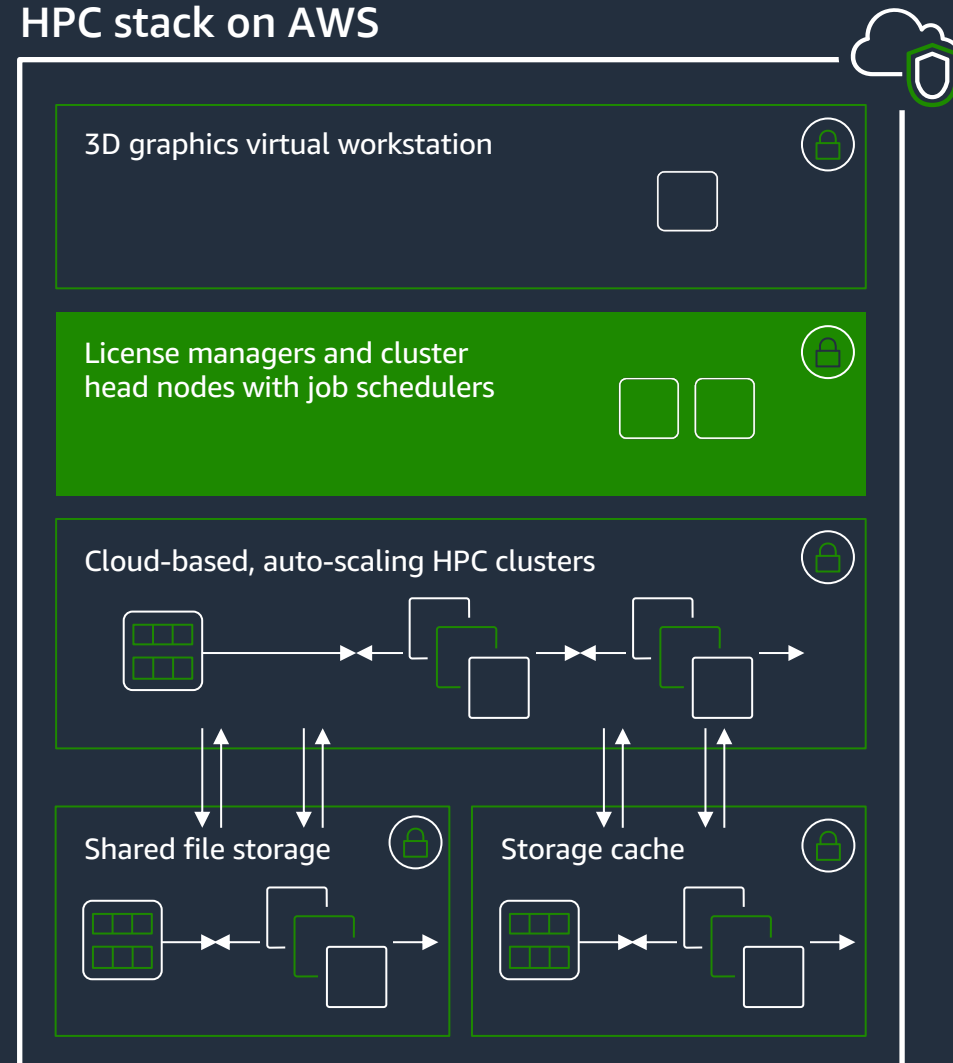 HPC stack on AWS
3D graphics virtual workstation
License managers and cluster
head nodes with job schedulers
Cloud-based, auto-scaling HPC clusters
Shared file storage
Storage cache